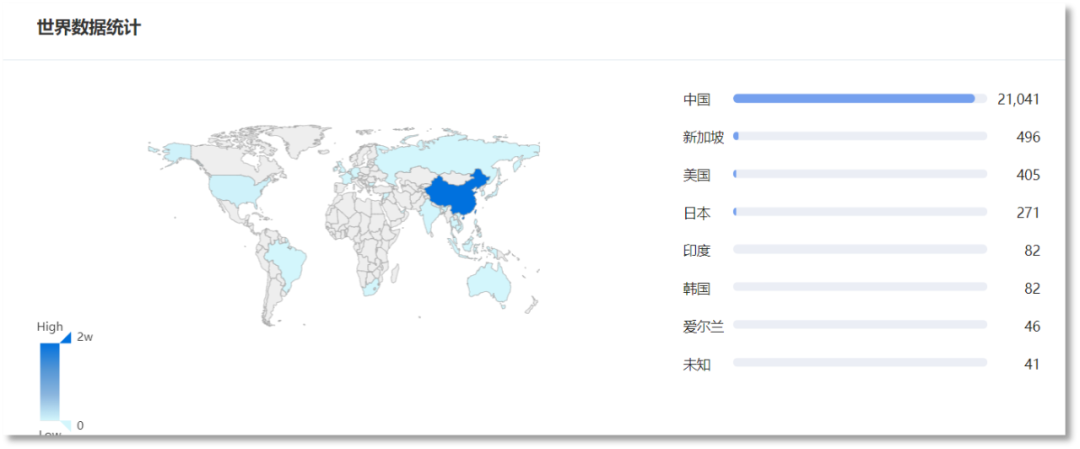 世界数据统计
中国 21,041
新加坡 496
美国 405
日本 271
印度 82
韩国 82
爱尔兰 46
未知 41
High
2w
0
Low